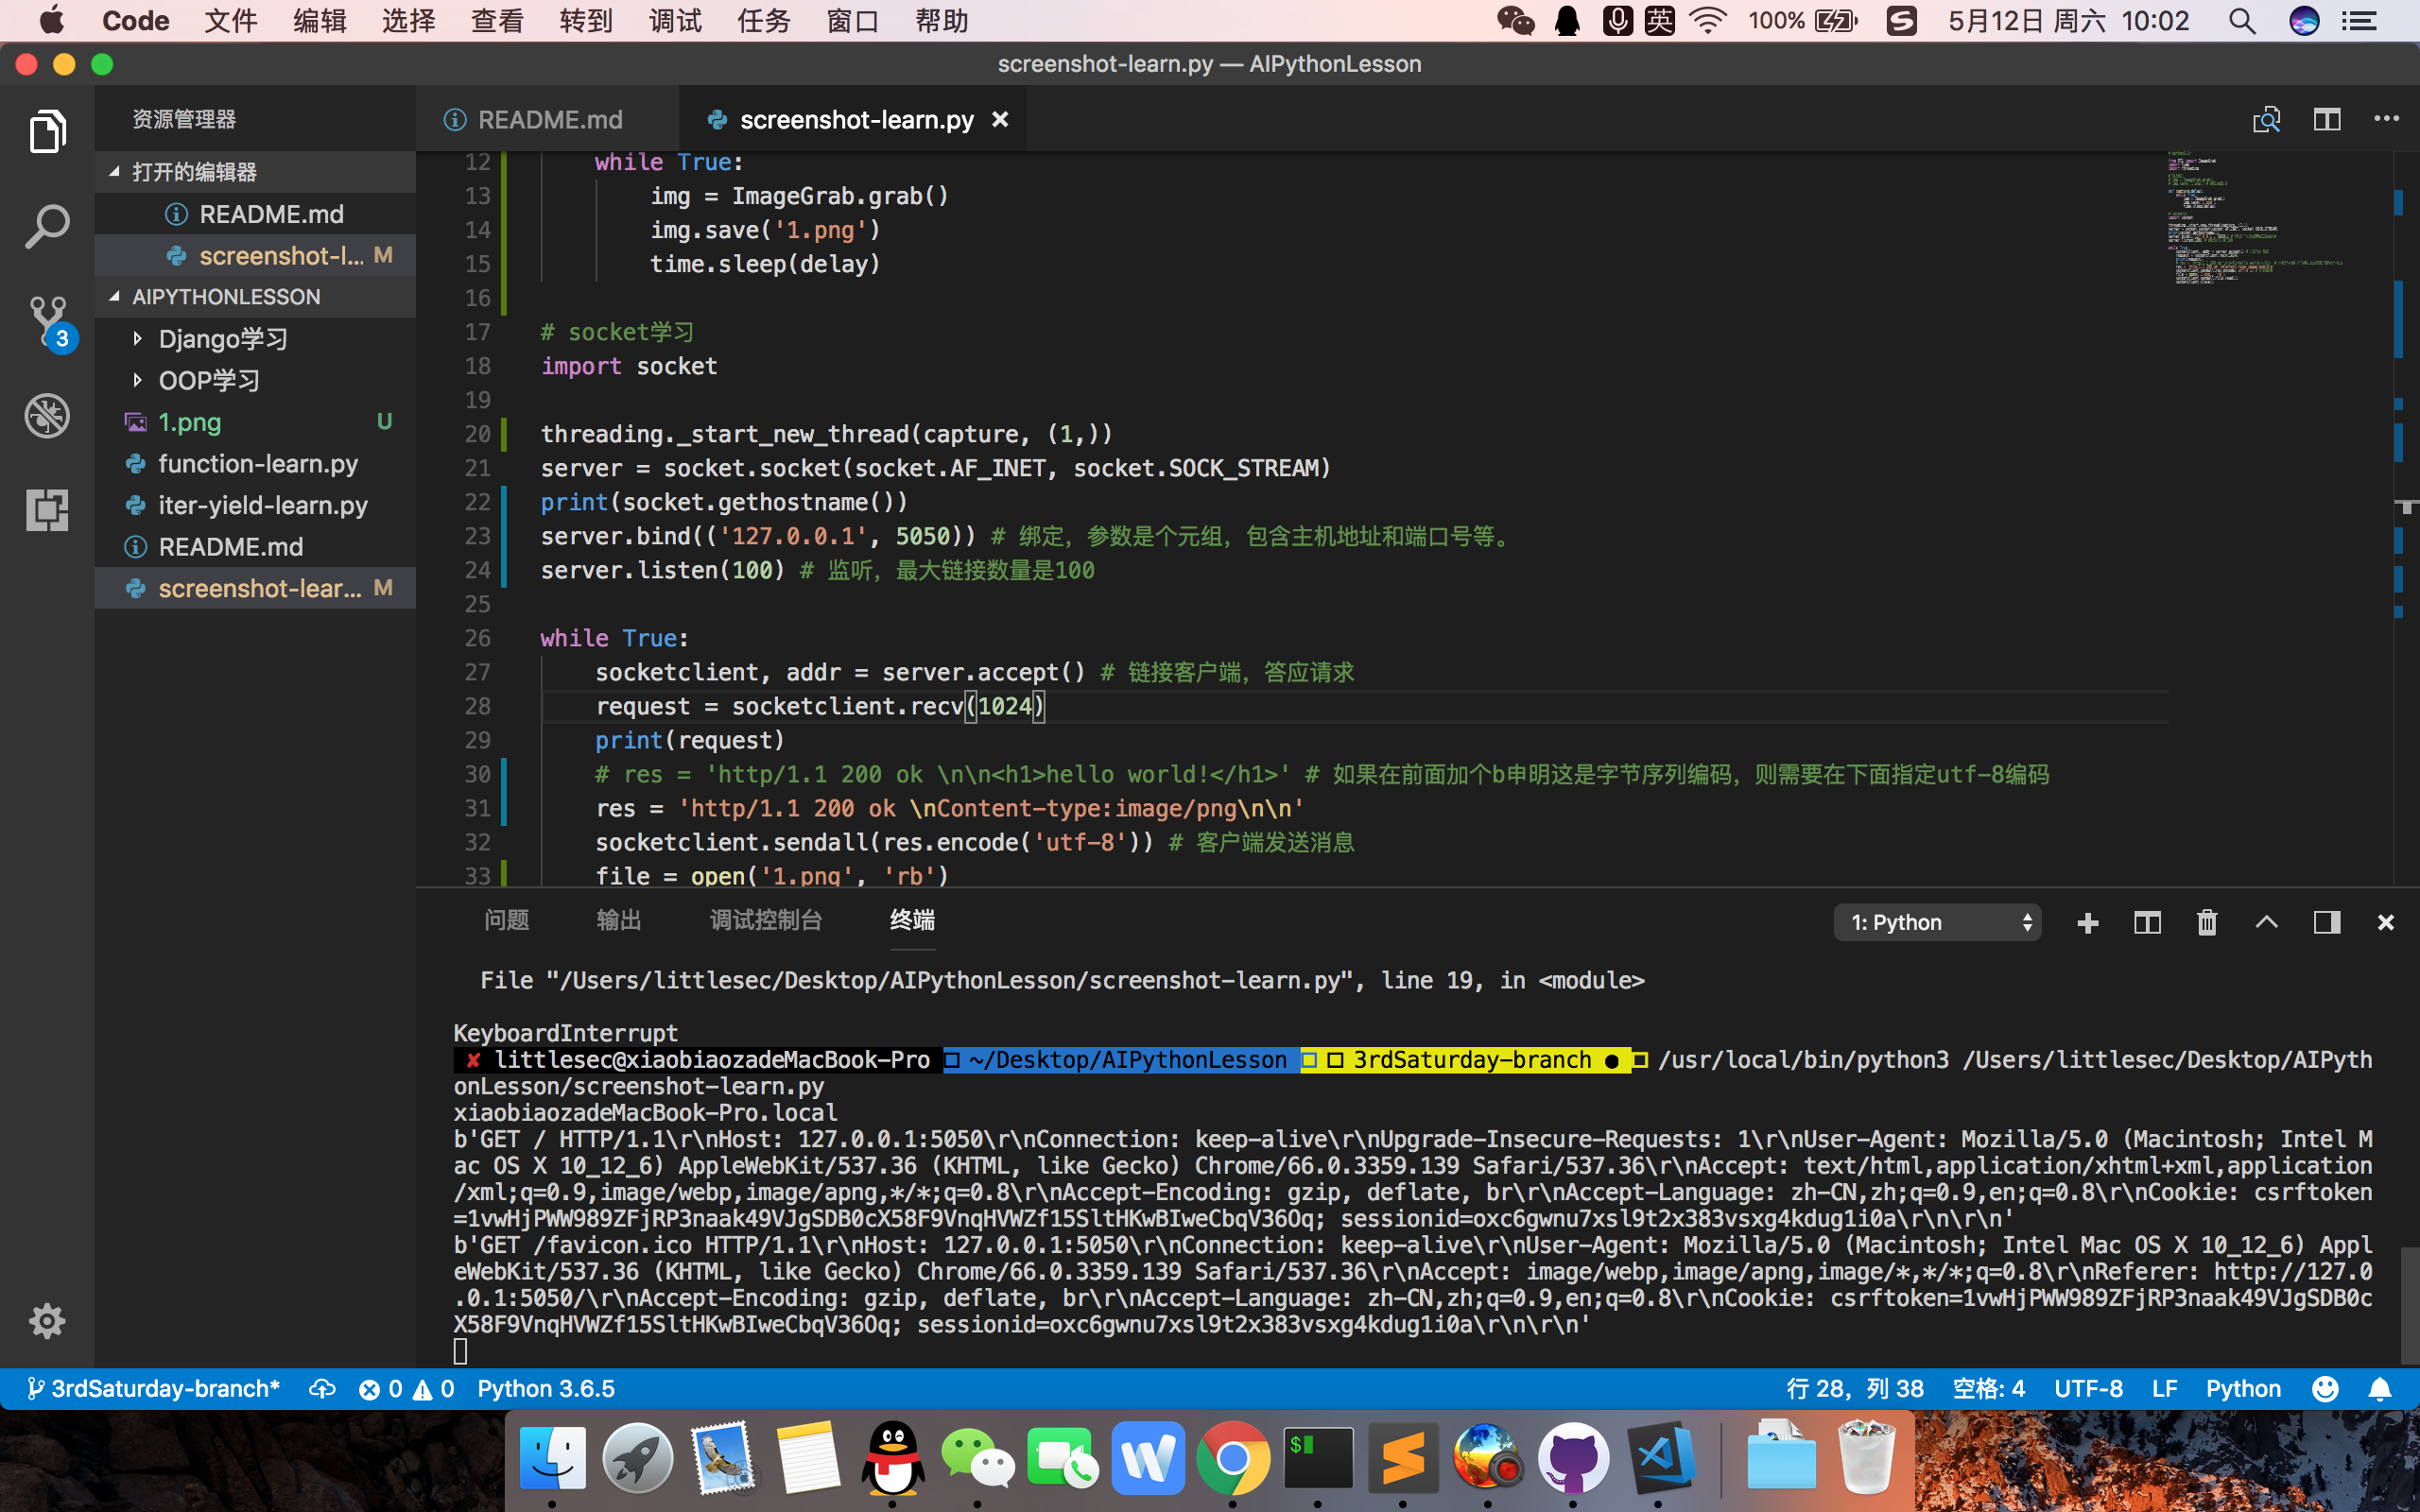 Code 文件 编辑 选择 查看 转到 调试 任务 窗口 帮助 英 100% 5月12日 周六 10:02
screenshot-learn.py — AIPythonLesson
资源管理器
README.md
screenshot-learn.py
打开的编辑器
README.md
screenshot-l... M
AIPYTHONLESSON
Django学习
OOP学习
1.png U
function-learn.py
iter-yield-learn.py
README.md
screenshot-lear... M
3
12 while True:
13 img = ImageGrab.grab()
14 img.save('1.png')
15 time.sleep(delay)
16
17 # socket学习
18 import socket
19
20 threading._start_new_thread(capture, (1,))
21 server = socket.socket(socket.AF_INET, socket.SOCK_STREAM)
22 print(socket.gethostname())
23 server.bind(('127.0.0.1', 5050)) # 绑定，参数是个元组，包含主机地址和端口号等。
24 server.listen(100) # 监听，最大链接数量是100
25
26 while True:
27 socketclient, addr = server.accept() # 链接客户端，答应请求
28 request = socketclient.recv(1024)
29 print(request)
30 # res = 'http/1.1 200 ok \n\n<h1>hello world!</h1>' # 如果在前面加个b申明这是字节序列编码，则需要在下面指定utf-8编码
31 res = 'http/1.1 200 ok \nContent-type:image/png\n\n'
32 socketclient.sendall(res.encode('utf-8')) # 客户端发送消息
33 file = open('1.png', 'rb')
问题 输出 调试控制台 终端 1: Python
File "/Users/littlesec/Desktop/AIPythonLesson/screenshot-learn.py", line 19, in <module>
KeyboardInterrupt
✘ littlesec@xiaobiaozadeMacBook-Pro ~/Desktop/AIPythonLesson 3rdSaturday-branch ● /usr/local/bin/python3 /Users/littlesec/Desktop/AIPyth
onLesson/screenshot-learn.py
xiaobiaozadeMacBook-Pro.local
b'GET / HTTP/1.1\r\nHost: 127.0.0.1:5050\r\nConnection: keep-alive\r\nUpgrade-Insecure-Requests: 1\r\nUser-Agent: Mozilla/5.0 (Macintosh; Intel M
ac OS X 10_12_6) AppleWebKit/537.36 (KHTML, like Gecko) Chrome/66.0.3359.139 Safari/537.36\r\nAccept: text/html,application/xhtml+xml,application
/xml;q=0.9,image/webp,image/apng,*/*;q=0.8\r\nAccept-Encoding: gzip, deflate, br\r\nAccept-Language: zh-CN,zh;q=0.9,en;q=0.8\r\nCookie: csrftoken
=1vwHjPWW989ZFjRP3naak49VJgSDB0cX58F9VnqHVWZf15SltHKwBIweCbqV36Oq; sessionid=oxc6gwnu7xsl9t2x383vsxg4kdug1i0a\r\n\r\n'
b'GET /favicon.ico HTTP/1.1\r\nHost: 127.0.0.1:5050\r\nConnection: keep-alive\r\nUser-Agent: Mozilla/5.0 (Macintosh; Intel Mac OS X 10_12_6) Appl
eWebKit/537.36 (KHTML, like Gecko) Chrome/66.0.3359.139 Safari/537.36\r\nAccept: image/webp,image/apng,image/*,*/*;q=0.8\r\nReferer: http://127.0
.0.1:5050/\r\nAccept-Encoding: gzip, deflate, br\r\nAccept-Language: zh-CN,zh;q=0.9,en;q=0.8\r\nCookie: csrftoken=1vwHjPWW989ZFjRP3naak49VJgSDB0c
X58F9VnqHVWZf15SltHKwBIweCbqV36Oq; sessionid=oxc6gwnu7xsl9t2x383vsxg4kdug1i0a\r\n\r\n'
3rdSaturday-branch* 0 0 Python 3.6.5 行 28，列 38 空格: 4 UTF-8 LF Python